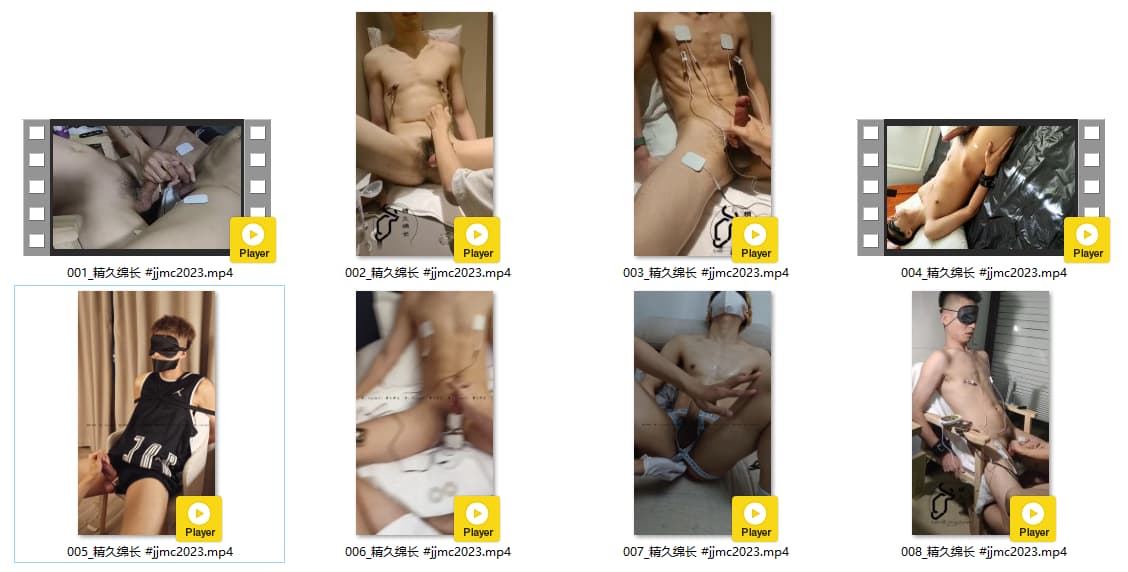 Player
001_精久绵长 #jjmc2023.mp4
Player
002_精久绵长 #jjmc2023.mp4
Player
003_精久绵长 #jjmc2023.mp4
Player
004_精久绵长 #jjmc2023.mp4
Player
005_精久绵长 #jjmc2023.mp4
Player
006_精久绵长 #jjmc2023.mp4
Player
007_精久绵长 #jjmc2023.mp4
Player
008_精久绵长 #jjmc2023.mp4